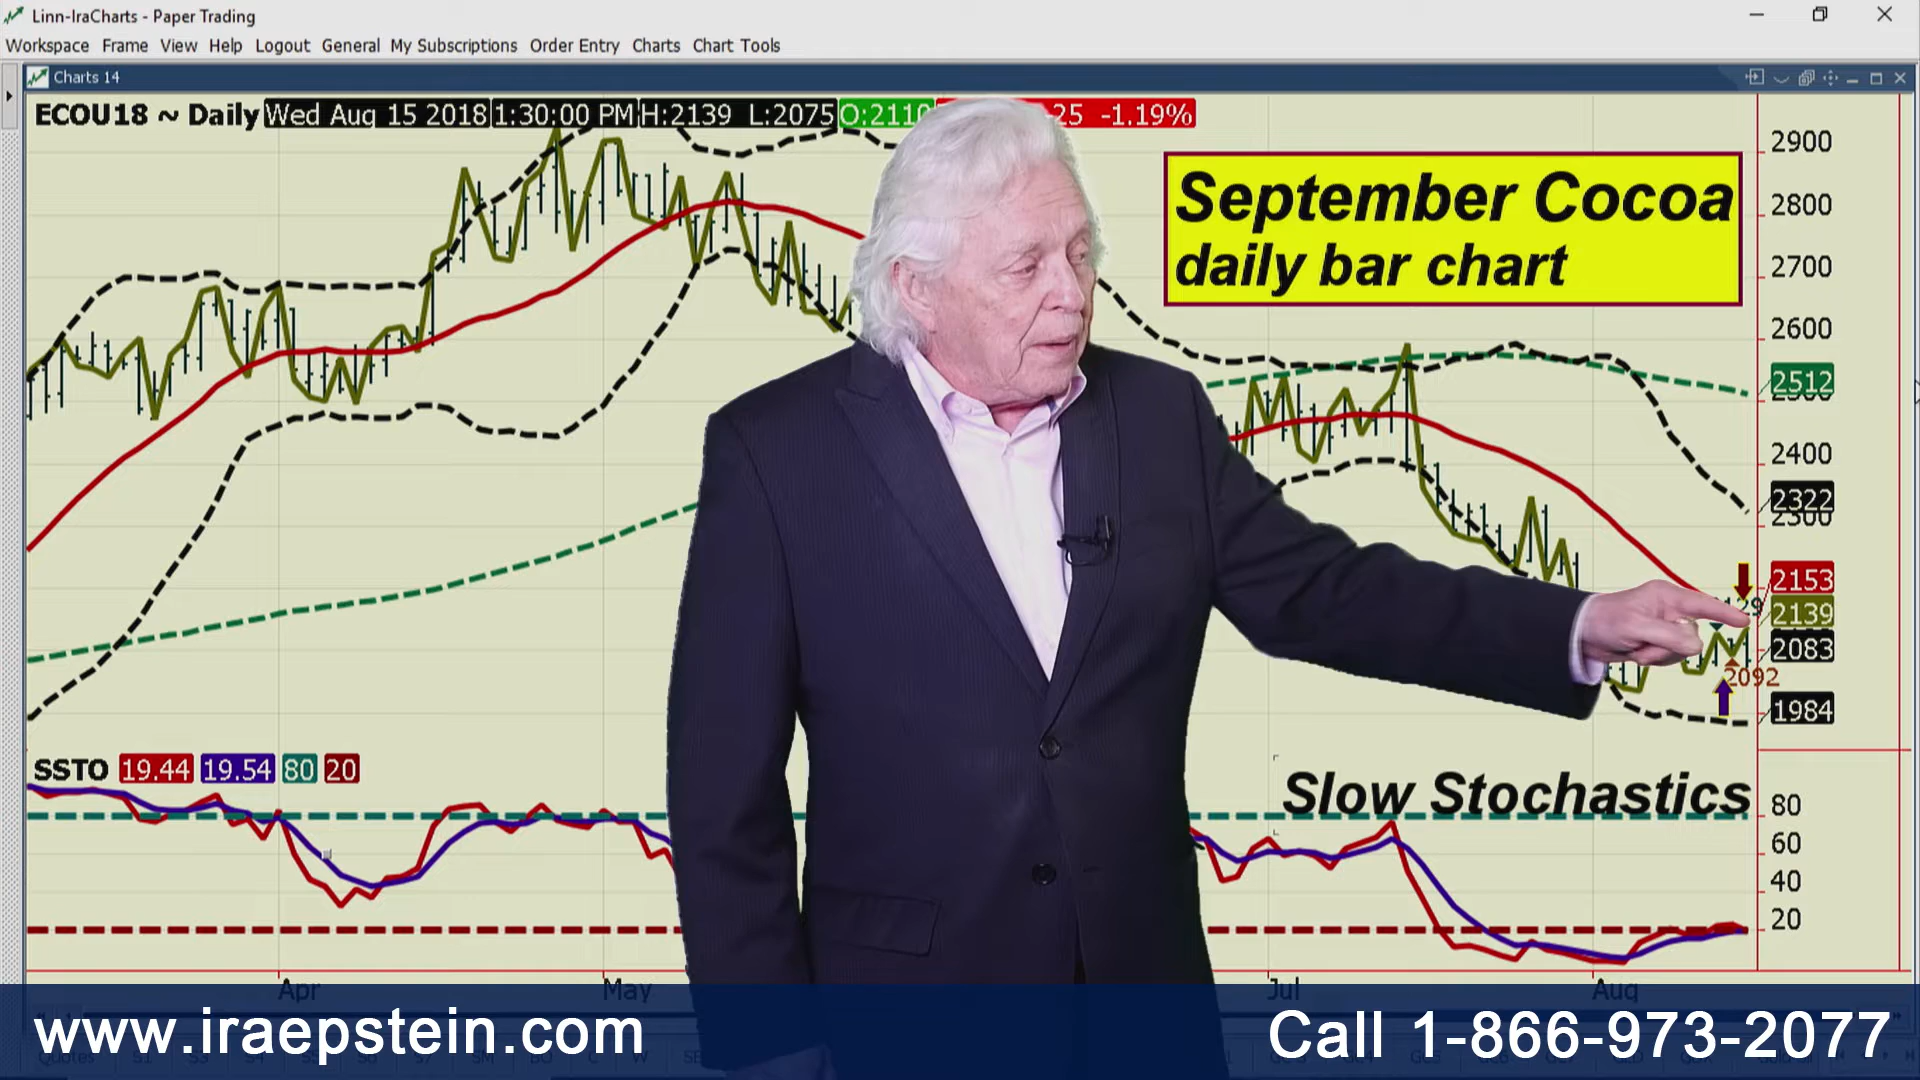 Linn-IraCharts - Paper Trading
Workspace Frame View Help Logout General My Subscriptions Order Entry Charts Chart Tools
Charts 14
ECOU18 ~ Daily Wed Aug 15 2018 1:30:00 PM H:2139 L:2075 O:2110 -25 -1.19%
September Cocoa
daily bar chart
2900
2800
2700
2600
2512
2400
2322
2300
2153
2139
2083
2092
1984
SSTO 19.44 19.54 80 20
Slow Stochastics
80
60
40
20
Apr May Jul Aug
www.iraepstein.com
Call 1-866-973-2077